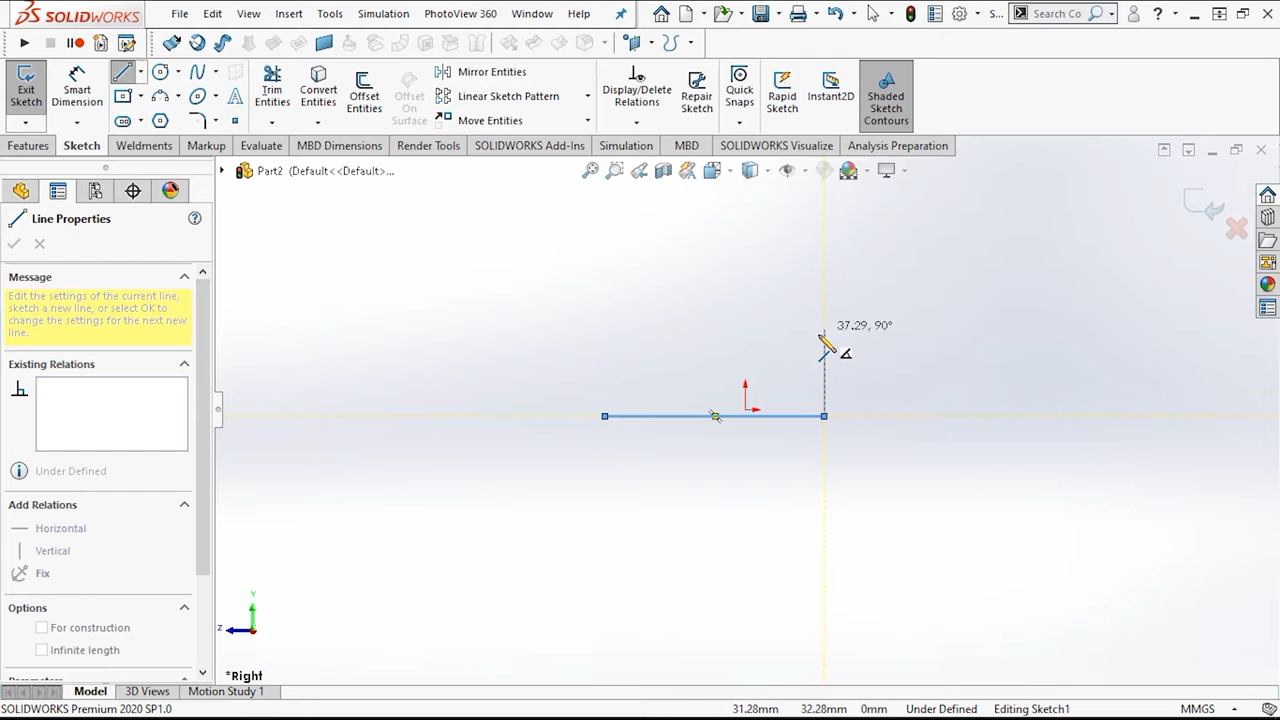 SOLIDWORKS File Edit View Insert Tools Simulation PhotoView 360 Window Help S... Search Co ?
Exit Sketch
Smart Dimension
Trim Entities
Convert Entities
Offset Entities
Offset On Surface
Mirror Entities
Linear Sketch Pattern
Move Entities
Display/Delete Relations
Repair Sketch
Quick Snaps
Rapid Sketch
Instant2D
Shaded Sketch Contours
Features Sketch Weldments Markup Evaluate MBD Dimensions Render Tools SOLIDWORKS Add-Ins Simulation MBD SOLIDWORKS Visualize Analysis Preparation
Part2 (Default<<Default>...
Line Properties
Message
Edit the settings of the current line,
sketch a new line, or select OK to
change the settings for the next new
line.
Existing Relations
Under Defined
Add Relations
Horizontal
Vertical
Fix
Options
For construction
Infinite length
37.29, 90°
Y
Z
*Right
Model 3D Views Motion Study 1
SOLIDWORKS Premium 2020 SP1.0 31.28mm 32.28mm 0mm Under Defined Editing Sketch1 MMGS